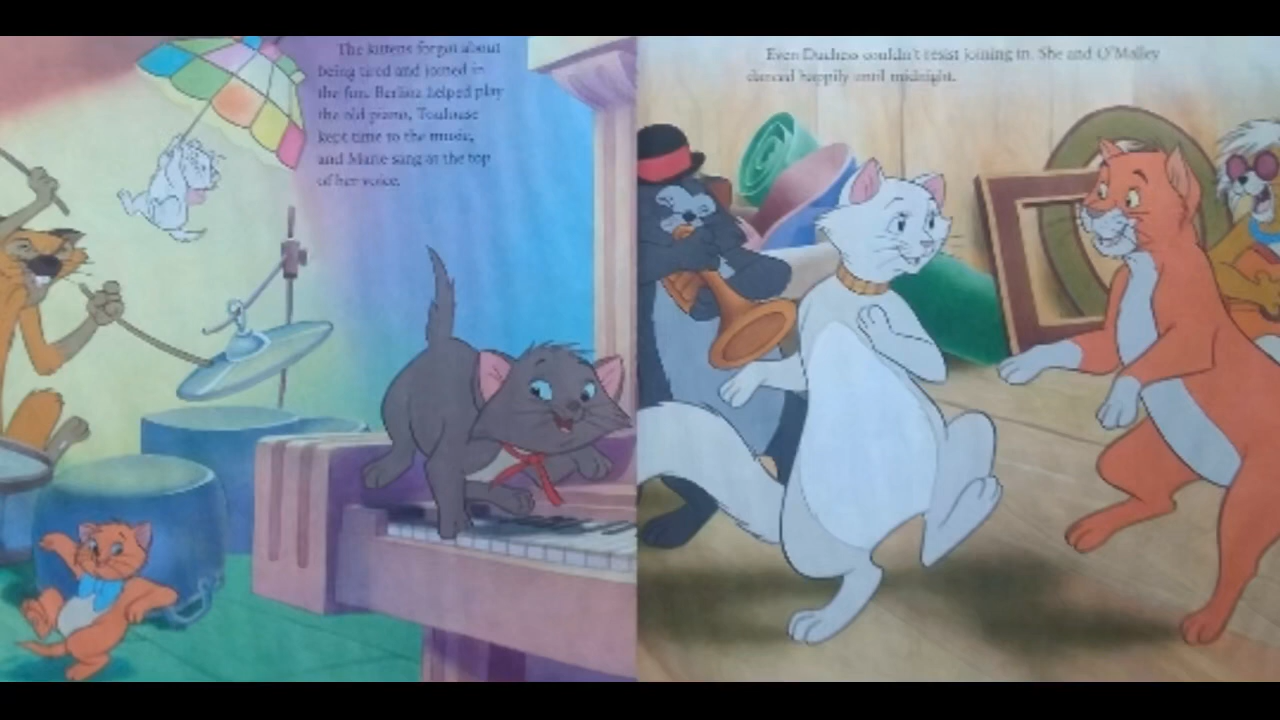 The kittens forgot about
being tired and joined in
the fun. Berlioz helped play
the old piano, Toulouse
kept time to the music,
and Marie sang at the top
of her voice.
Even Duchess couldn't resist joining in. She and O'Malley
danced happily until midnight.